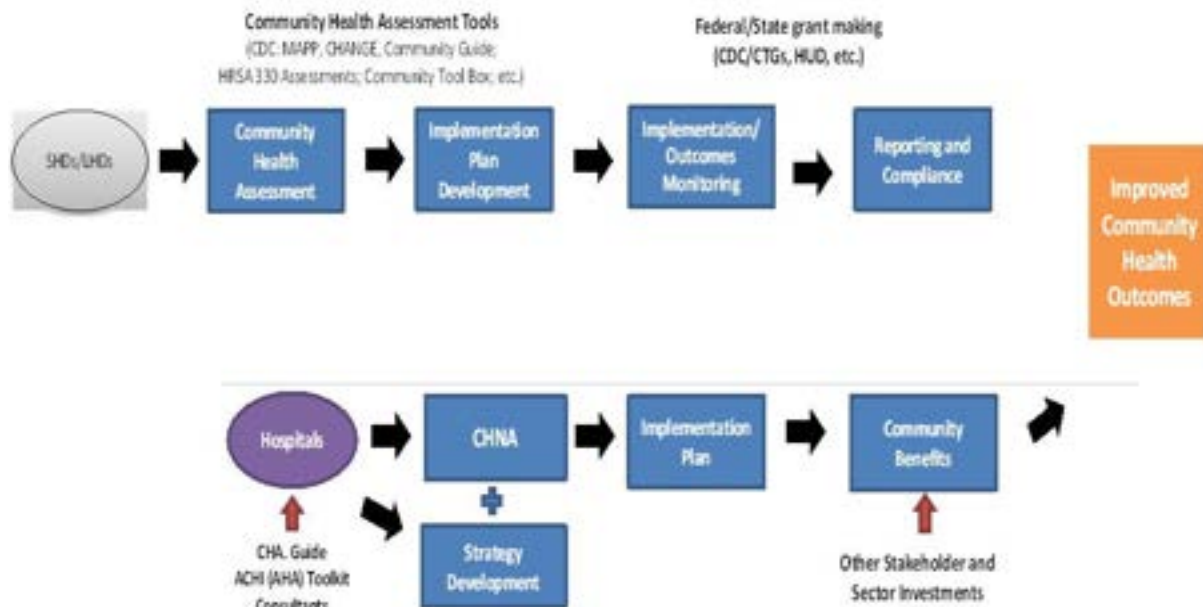 Community Health Assessment Tools
(CDC: MAPP, CHANGE, Community Guide;
HRSA 330 Assessments; Community Tool Box; etc.)
Federal/State grant making
(CDC/CTGs, HUD, etc.)
SHDs/LHDs
Community
Health
Assessment
Implementation
Plan
Development
Implementation/
Outcomes
Monitoring
Reporting and
Compliance
Improved
Community
Health
Outcomes
Hospitals
CHNA
Implementation
Plan
Community
Benefits
Strategy
Development
CHA. Guide
ACHI (AHA) Toolkit
Consultants
Other Stakeholder and
Sector Investments